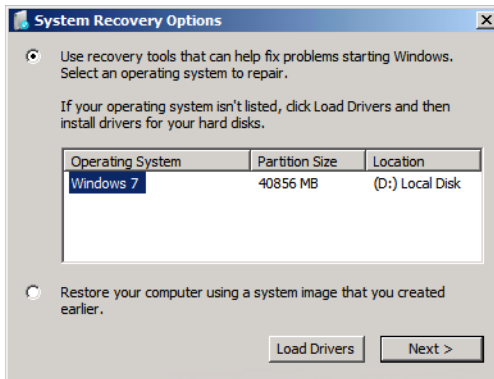 System Recovery Options
Use recovery tools that can help fix problems starting Windows.
Select an operating system to repair.
If your operating system isn't listed, click Load Drivers and then
install drivers for your hard disks.
Operating System Partition Size Location
Windows 7 40856 MB (D:) Local Disk
Restore your computer using a system image that you created
earlier.
Load Drivers Next >